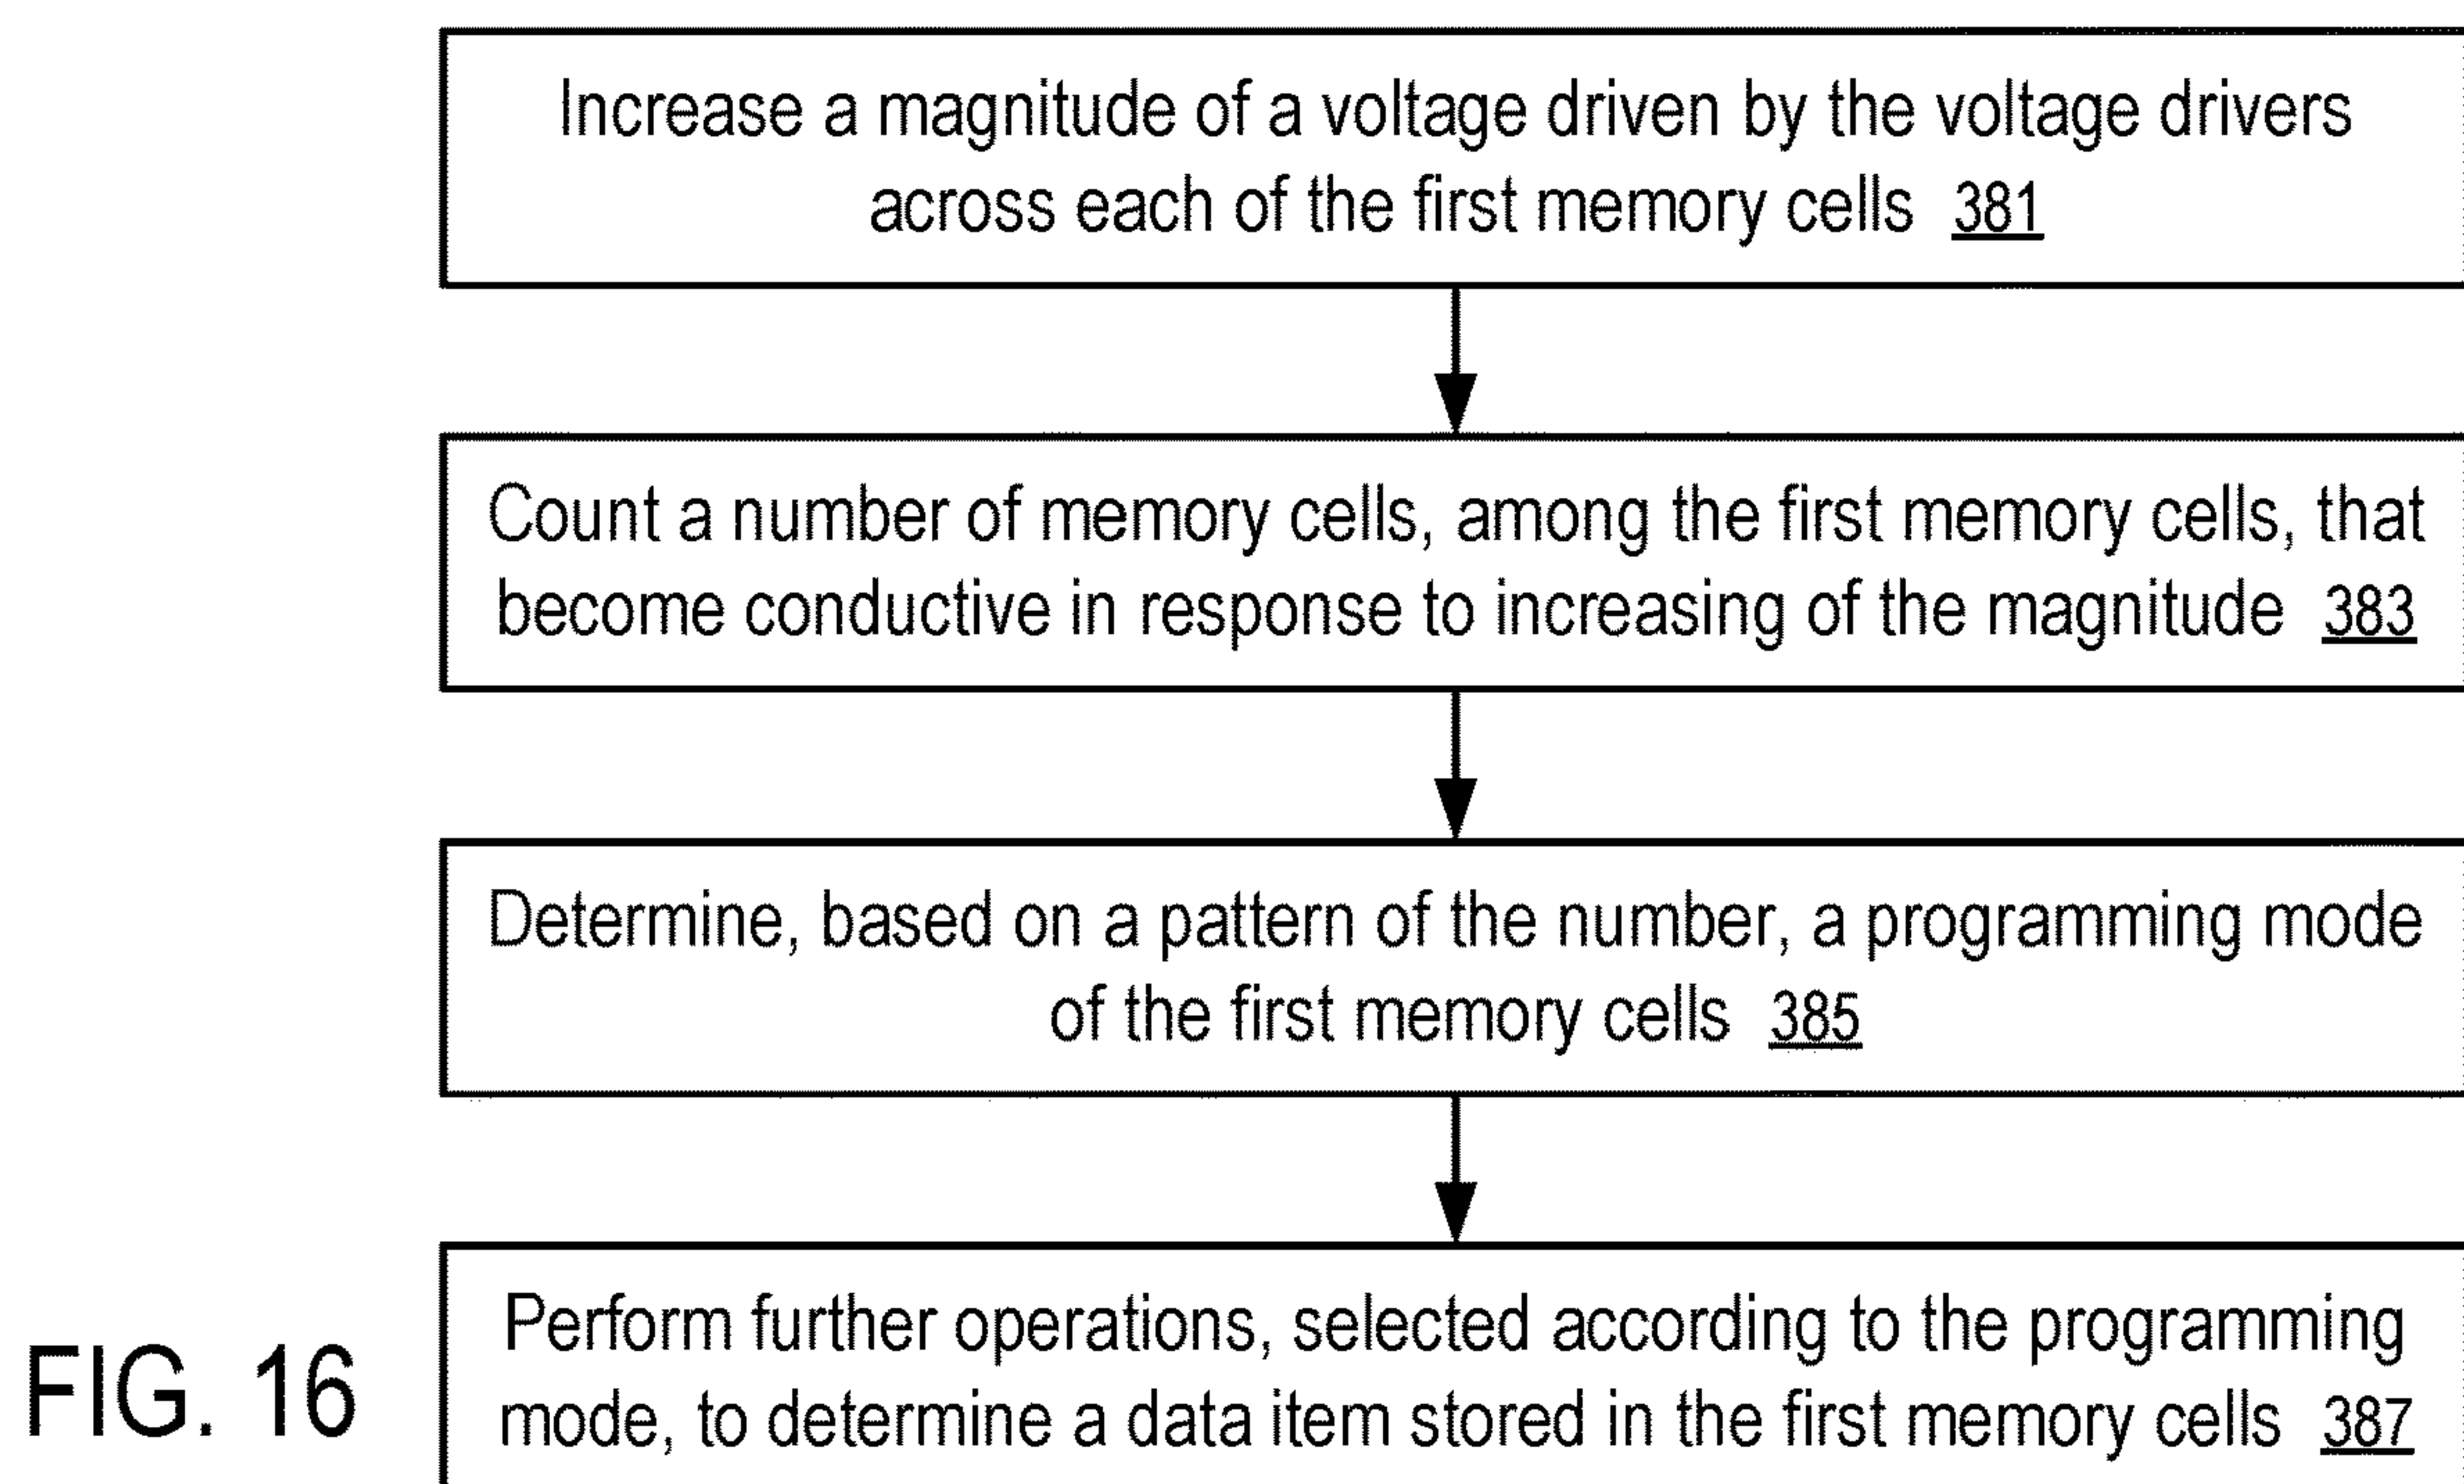 Increase a magnitude of a voltage driven by the voltage drivers
across each of the first memory cells 381
Count a number of memory cells, among the first memory cells, that
become conductive in response to increasing of the magnitude 383
Determine, based on a pattern of the number, a programming mode
of the first memory cells 385
Perform further operations, selected according to the programming
mode, to determine a data item stored in the first memory cells 387
FIG. 16